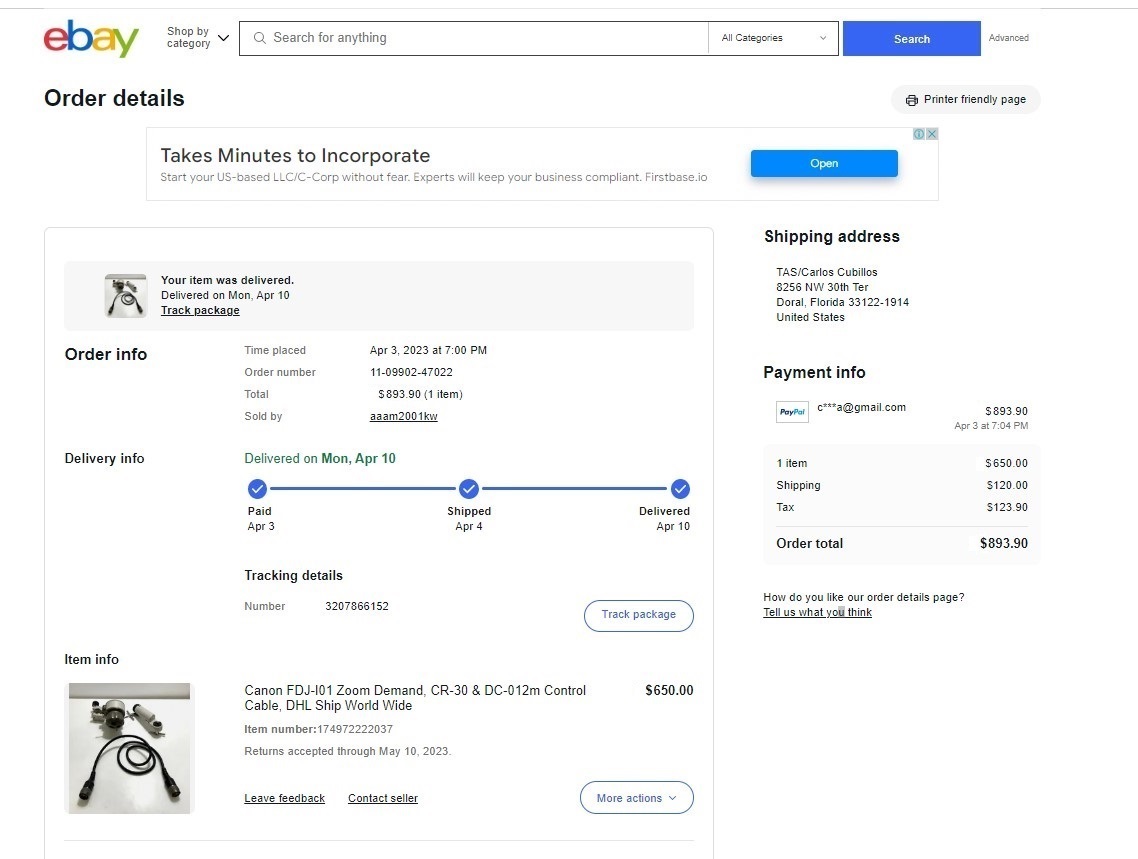 ebay
Shop by
category
Search for anything
All Categories
Search
Advanced
Order details
Printer friendly page
Takes Minutes to Incorporate
Start your US-based LLC/C-Corp without fear. Experts will keep your business compliant. Firstbase.io
Open
Your item was delivered.
Delivered on Mon, Apr 10
Track package
Order info
Time placed Apr 3, 2023 at 7:00 PM
Order number 11-09902-47022
Total $893.90 (1 item)
Sold by aaam2001kw
Delivery info
Delivered on Mon, Apr 10
Paid Shipped Delivered
Apr 3 Apr 4 Apr 10
Tracking details
Number 3207866152
Track package
Item info
Canon FDJ-I01 Zoom Demand, CR-30 & DC-012m Control $650.00
Cable, DHL Ship World Wide
Item number:174972222037
Returns accepted through May 10, 2023.
Leave feedback Contact seller
More actions
Shipping address
TAS/Carlos Cubillos
8256 NW 30th Ter
Doral, Florida 33122-1914
United States
Payment info
PayPal c***a@gmail.com $893.90
Apr 3 at 7:04 PM
1 item $650.00
Shipping $120.00
Tax $123.90
Order total $893.90
How do you like our order details page?
Tell us what you think